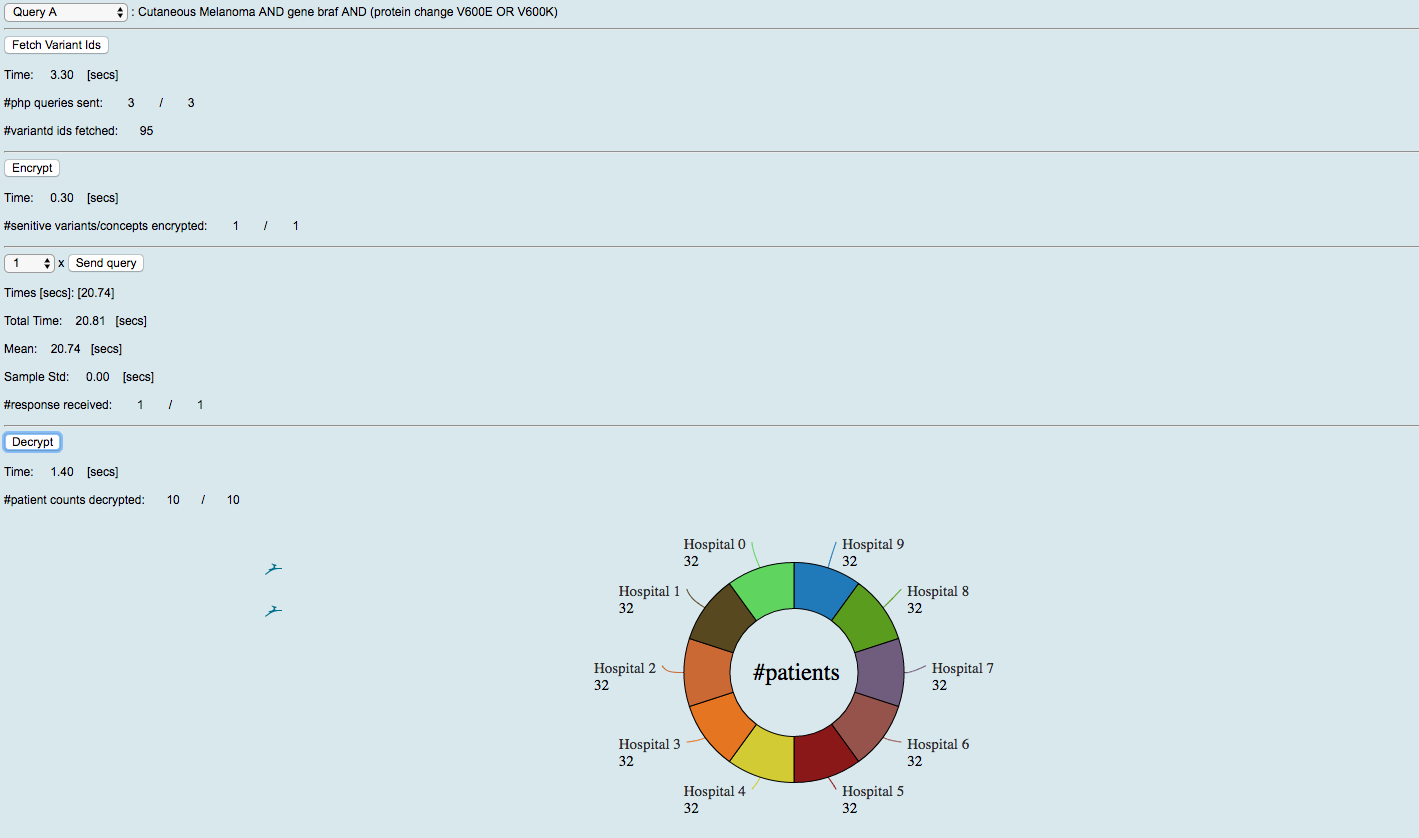 Query A : Cutaneous Melanoma AND gene braf AND (protein change V600E OR V600K)
Fetch Variant Ids
Time: 3.30 [secs]
#php queries sent: 3 / 3
#variantd ids fetched: 95
Encrypt
Time: 0.30 [secs]
#senitive variants/concepts encrypted: 1 / 1
1 x Send query
Times [secs]: [20.74]
Total Time: 20.81 [secs]
Mean: 20.74 [secs]
Sample Std: 0.00 [secs]
#response received: 1 / 1
Decrypt
Time: 1.40 [secs]
#patient counts decrypted: 10 / 10
Hospital 0
32
Hospital 9
32
Hospital 1
32
Hospital 8
32
Hospital 2
32
#patients
Hospital 7
32
Hospital 3
32
Hospital 6
32
Hospital 4
32
Hospital 5
32